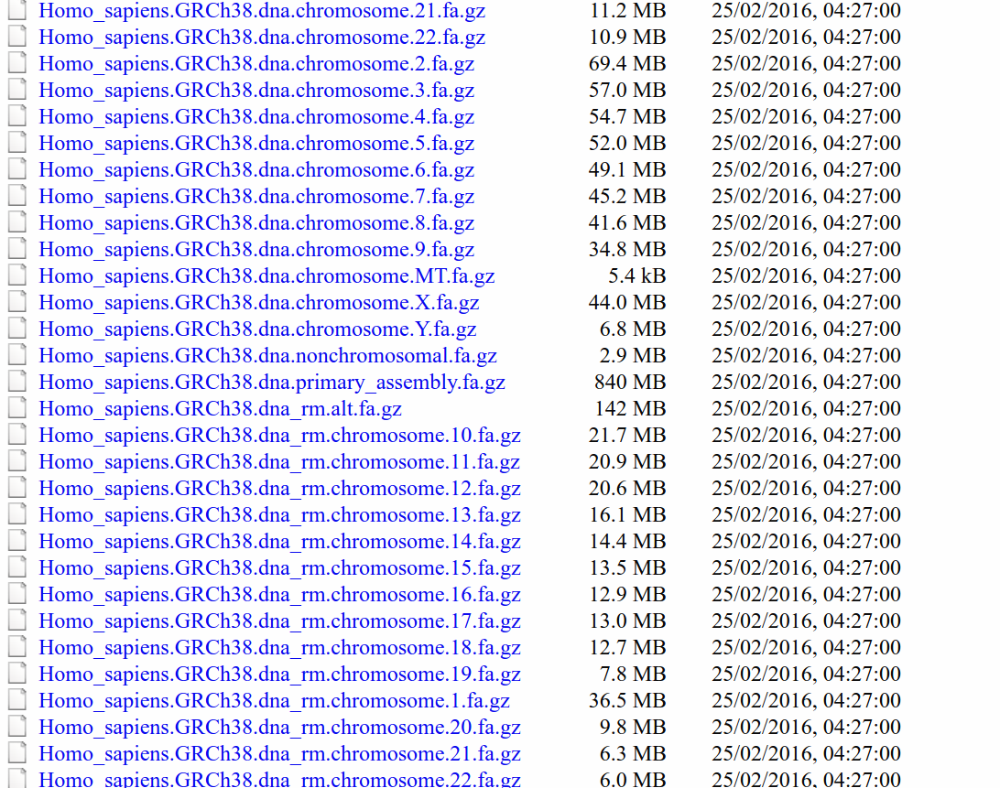 Homo_sapiens.GRCh38.dna.chromosome.21.fa.gz 11.2 MB 25/02/2016, 04:27:00
Homo_sapiens.GRCh38.dna.chromosome.22.fa.gz 10.9 MB 25/02/2016, 04:27:00
Homo_sapiens.GRCh38.dna.chromosome.2.fa.gz 69.4 MB 25/02/2016, 04:27:00
Homo_sapiens.GRCh38.dna.chromosome.3.fa.gz 57.0 MB 25/02/2016, 04:27:00
Homo_sapiens.GRCh38.dna.chromosome.4.fa.gz 54.7 MB 25/02/2016, 04:27:00
Homo_sapiens.GRCh38.dna.chromosome.5.fa.gz 52.0 MB 25/02/2016, 04:27:00
Homo_sapiens.GRCh38.dna.chromosome.6.fa.gz 49.1 MB 25/02/2016, 04:27:00
Homo_sapiens.GRCh38.dna.chromosome.7.fa.gz 45.2 MB 25/02/2016, 04:27:00
Homo_sapiens.GRCh38.dna.chromosome.8.fa.gz 41.6 MB 25/02/2016, 04:27:00
Homo_sapiens.GRCh38.dna.chromosome.9.fa.gz 34.8 MB 25/02/2016, 04:27:00
Homo_sapiens.GRCh38.dna.chromosome.MT.fa.gz 5.4 kB 25/02/2016, 04:27:00
Homo_sapiens.GRCh38.dna.chromosome.X.fa.gz 44.0 MB 25/02/2016, 04:27:00
Homo_sapiens.GRCh38.dna.chromosome.Y.fa.gz 6.8 MB 25/02/2016, 04:27:00
Homo_sapiens.GRCh38.dna.nonchromosomal.fa.gz 2.9 MB 25/02/2016, 04:27:00
Homo_sapiens.GRCh38.dna.primary_assembly.fa.gz 840 MB 25/02/2016, 04:27:00
Homo_sapiens.GRCh38.dna_rm.alt.fa.gz 142 MB 25/02/2016, 04:27:00
Homo_sapiens.GRCh38.dna_rm.chromosome.10.fa.gz 21.7 MB 25/02/2016, 04:27:00
Homo_sapiens.GRCh38.dna_rm.chromosome.11.fa.gz 20.9 MB 25/02/2016, 04:27:00
Homo_sapiens.GRCh38.dna_rm.chromosome.12.fa.gz 20.6 MB 25/02/2016, 04:27:00
Homo_sapiens.GRCh38.dna_rm.chromosome.13.fa.gz 16.1 MB 25/02/2016, 04:27:00
Homo_sapiens.GRCh38.dna_rm.chromosome.14.fa.gz 14.4 MB 25/02/2016, 04:27:00
Homo_sapiens.GRCh38.dna_rm.chromosome.15.fa.gz 13.5 MB 25/02/2016, 04:27:00
Homo_sapiens.GRCh38.dna_rm.chromosome.16.fa.gz 12.9 MB 25/02/2016, 04:27:00
Homo_sapiens.GRCh38.dna_rm.chromosome.17.fa.gz 13.0 MB 25/02/2016, 04:27:00
Homo_sapiens.GRCh38.dna_rm.chromosome.18.fa.gz 12.7 MB 25/02/2016, 04:27:00
Homo_sapiens.GRCh38.dna_rm.chromosome.19.fa.gz 7.8 MB 25/02/2016, 04:27:00
Homo_sapiens.GRCh38.dna_rm.chromosome.1.fa.gz 36.5 MB 25/02/2016, 04:27:00
Homo_sapiens.GRCh38.dna_rm.chromosome.20.fa.gz 9.8 MB 25/02/2016, 04:27:00
Homo_sapiens.GRCh38.dna_rm.chromosome.21.fa.gz 6.3 MB 25/02/2016, 04:27:00
Homo_sapiens.GRCh38.dna_rm.chromosome.22.fa.gz 6.0 MB 25/02/2016, 04:27:00